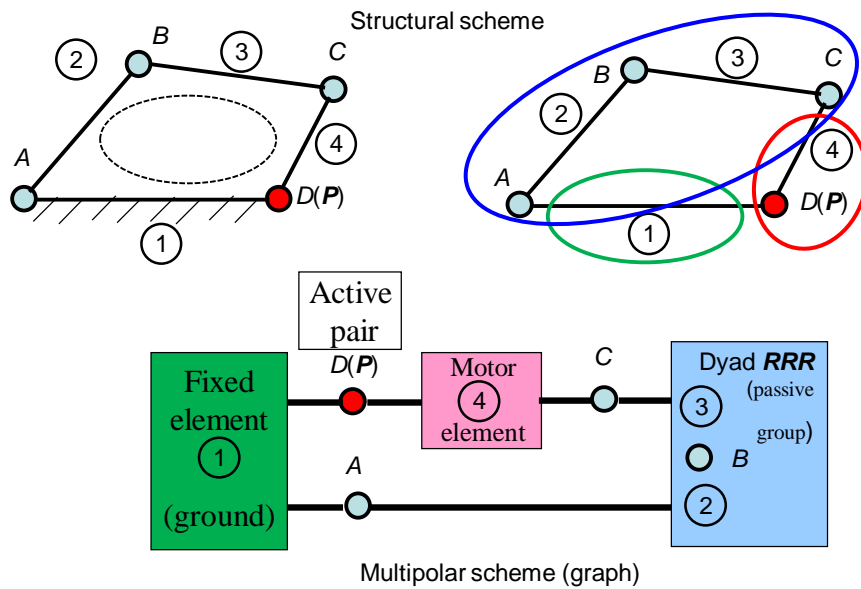 Structural scheme
B
2
3
C
A
4
D(P)
1
B
3
C
2
4
A
D(P)
1
Active
pair
D(P)
C
A
Fixed
element
1
(ground)
Motor
4
element
Dyad RRR
(passive
3
group)
B
2
Multipolar scheme (graph)